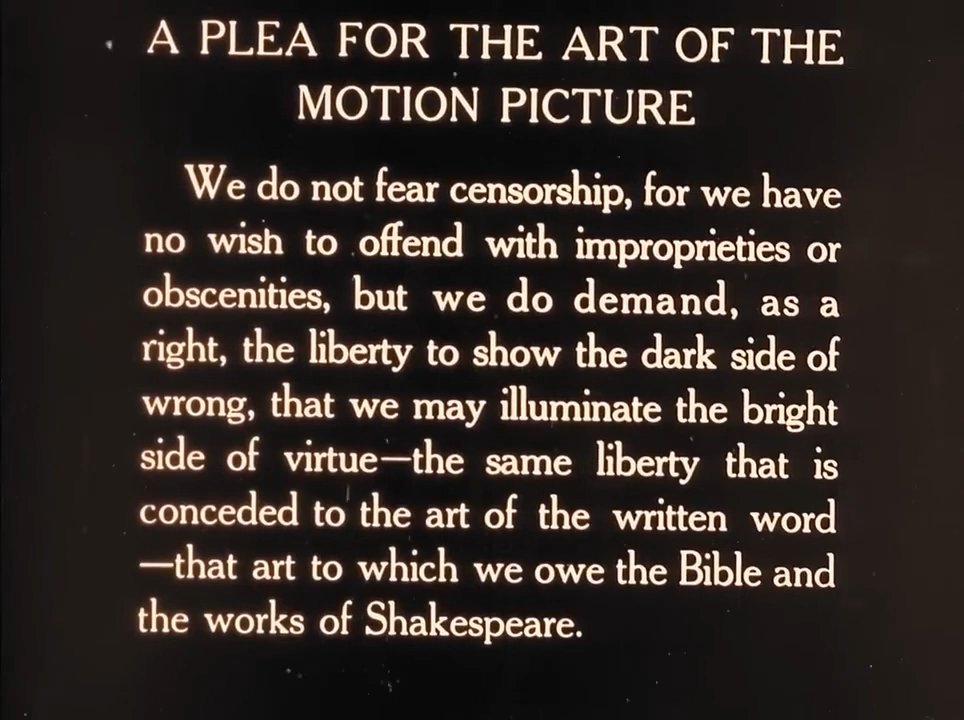 A PLEA FOR THE ART OF THE
MOTION PICTURE
We do not fear censorship, for we have
no wish to offend with improprieties or
obscenities, but we do demand, as a
right, the liberty to show the dark side of
wrong, that we may illuminate the bright
side of virtue—the same liberty that is
conceded to the art of the written word
—that art to which we owe the Bible and
the works of Shakespeare.